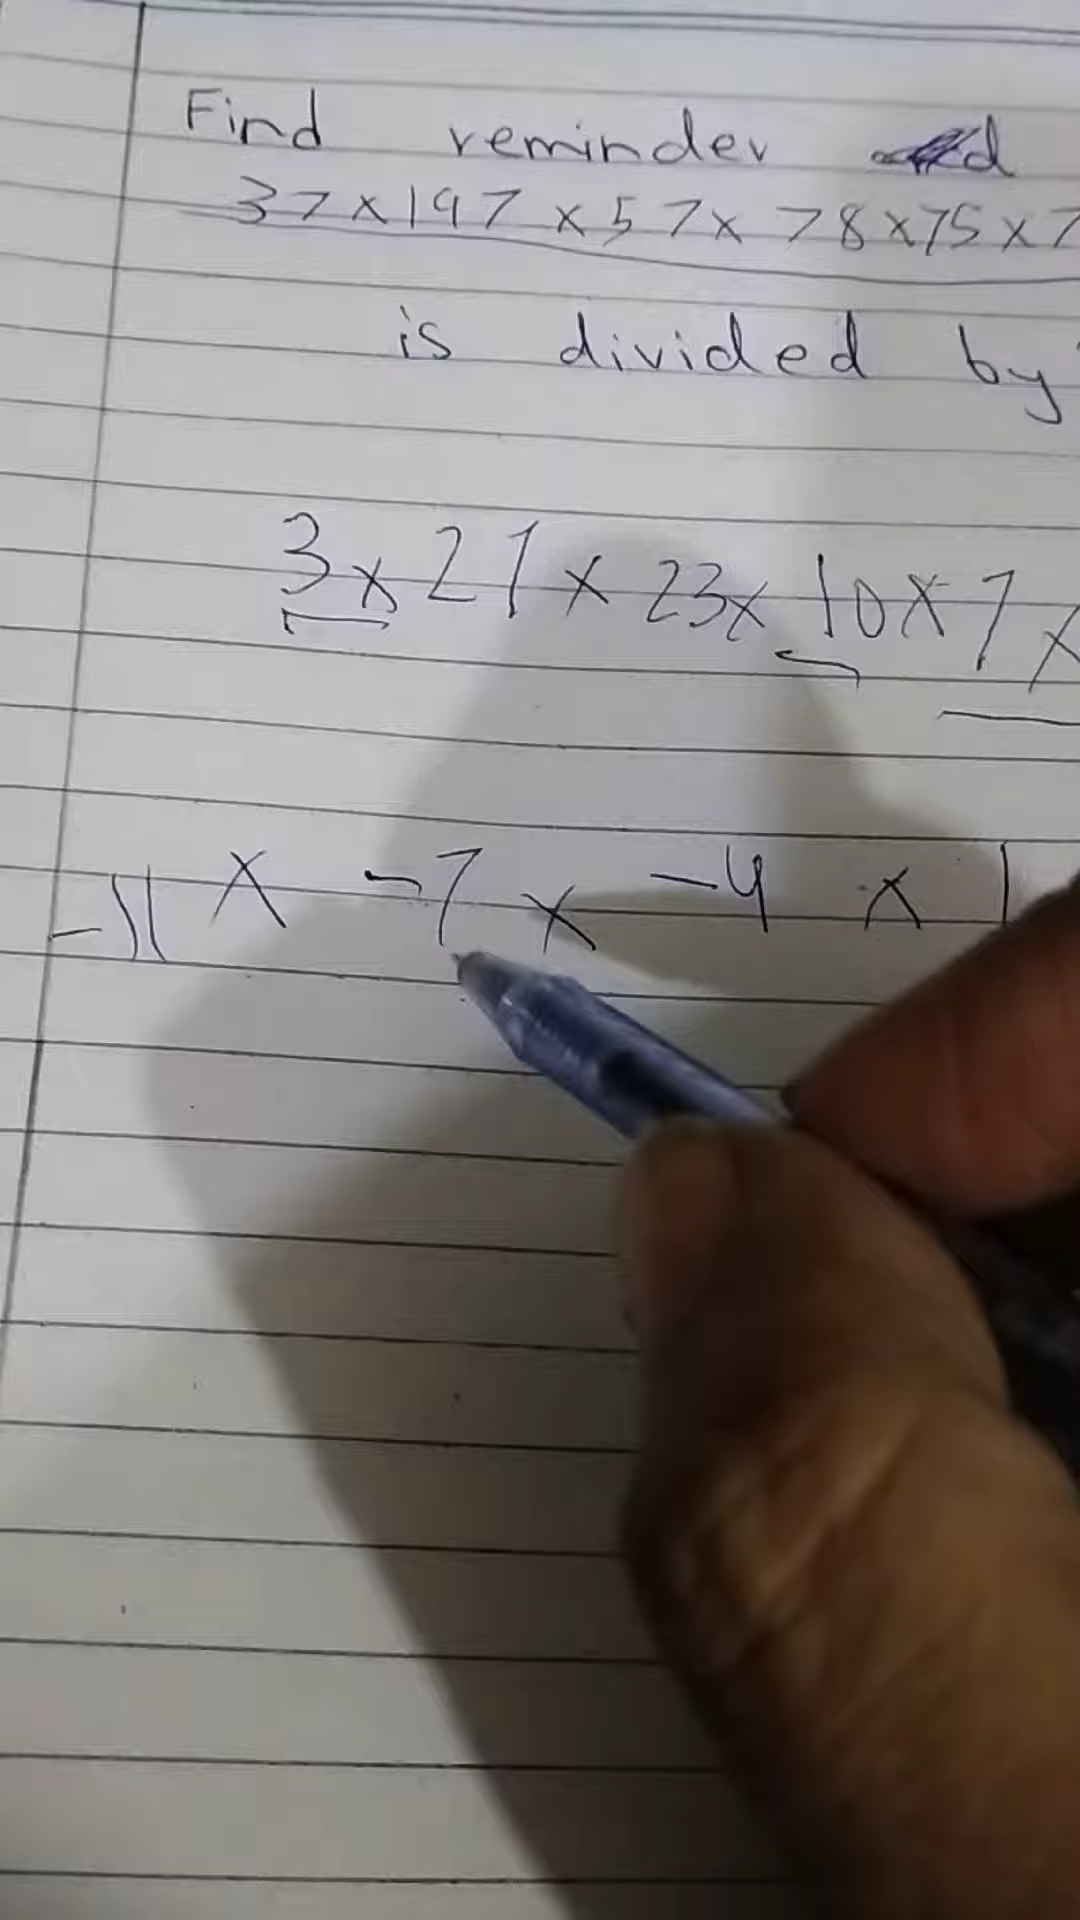 Find reminder d
37 x 197 x 57 x 78 x 75 x 7
is divided by
3 x 27 x 23 x 10 x 7 x
-11 x -7 x -4 x 1